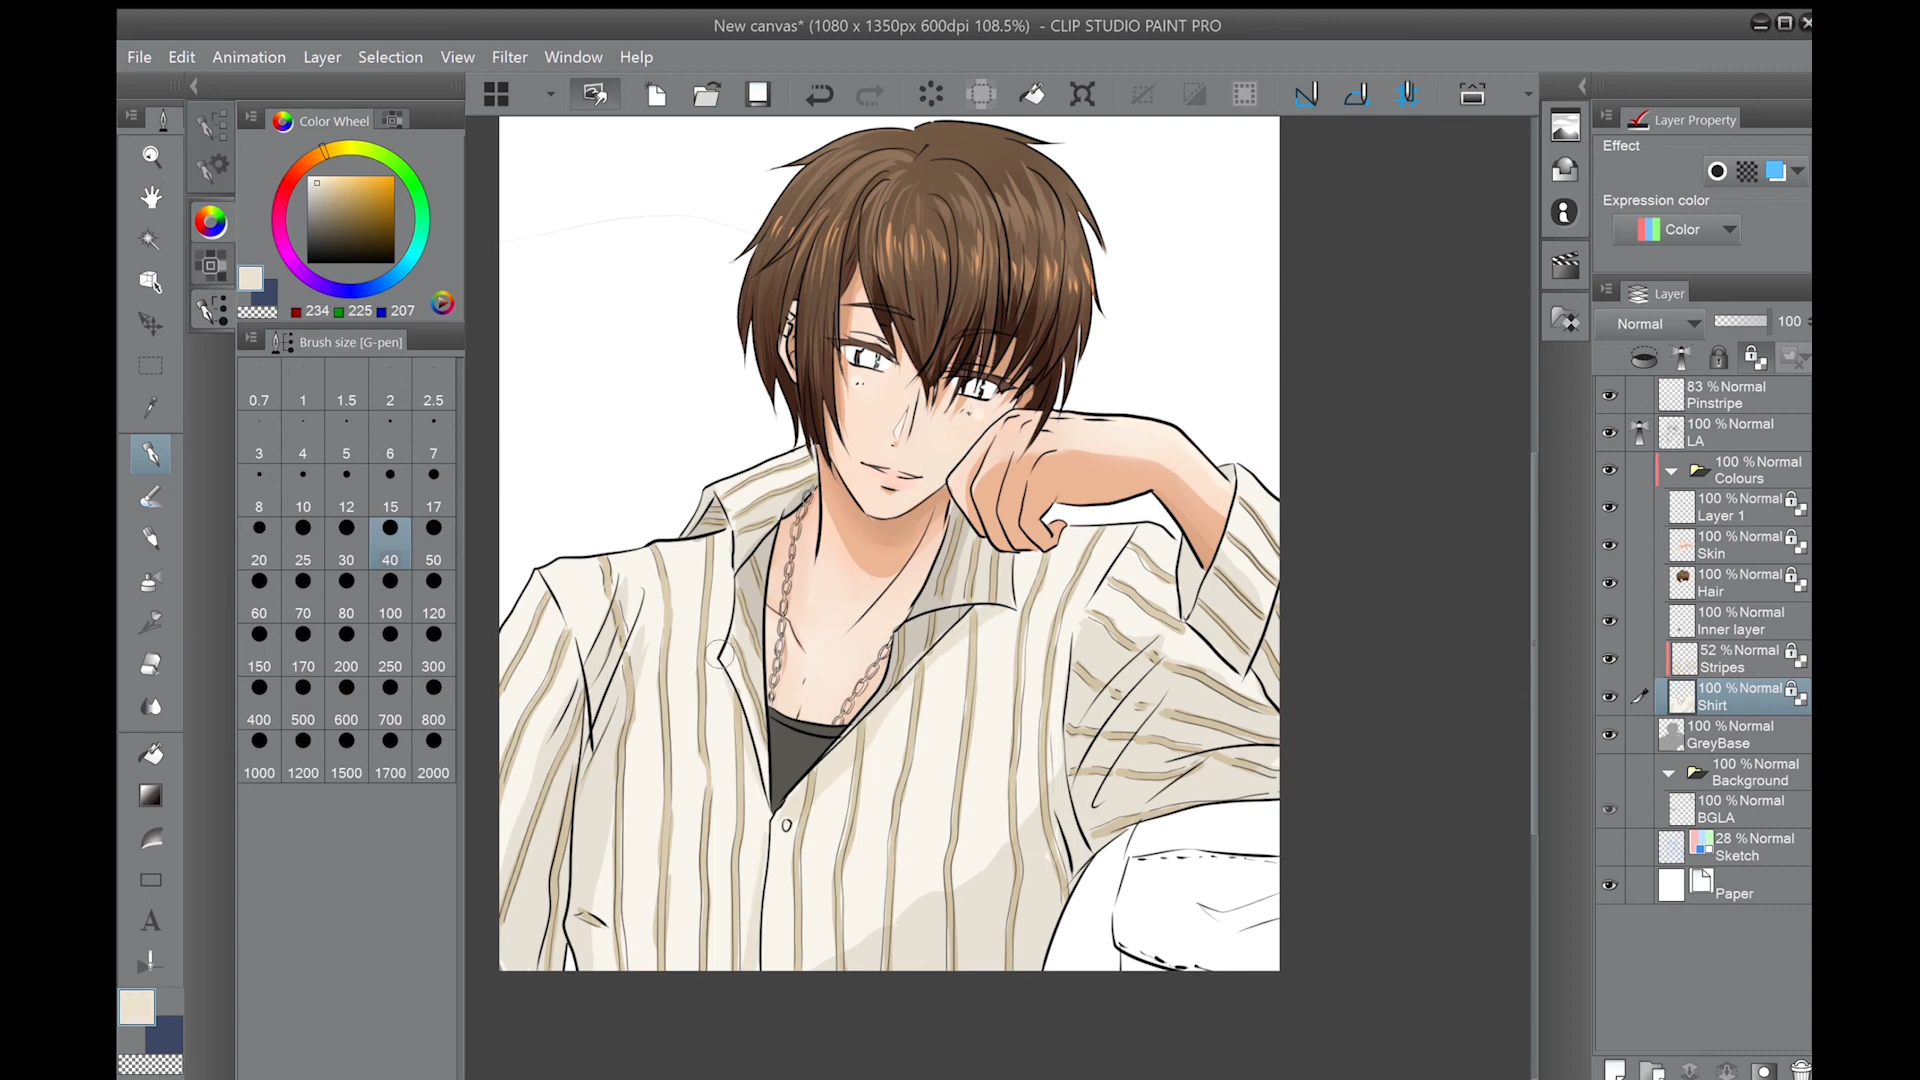 New canvas* (1080 x 1350px 600dpi 108.5%) - CLIP STUDIO PAINT PRO
File Edit Animation Layer Selection View Filter Window Help
Color Wheel
234 225 207
Brush size [G-pen]
0.7 1 1.5 2 2.5
3 4 5 6 7
8 10 12 15 17
20 25 30 40 50
60 70 80 100 120
150 170 200 250 300
400 500 600 700 800
1000 1200 1500 1700 2000
A
Layer Property
Effect
Expression color
Color
Layer
Normal 100
83 % Normal
Pinstripe
100 % Normal
LA
100 % Normal
Colours
100 % Normal
Layer 1
100 % Normal
Skin
100 % Normal
Hair
100 % Normal
Inner layer
52 % Normal
Stripes
100 % Normal
Shirt
100 % Normal
GreyBase
100 % Normal
Background
100 % Normal
BGLA
28 % Normal
Sketch
Paper